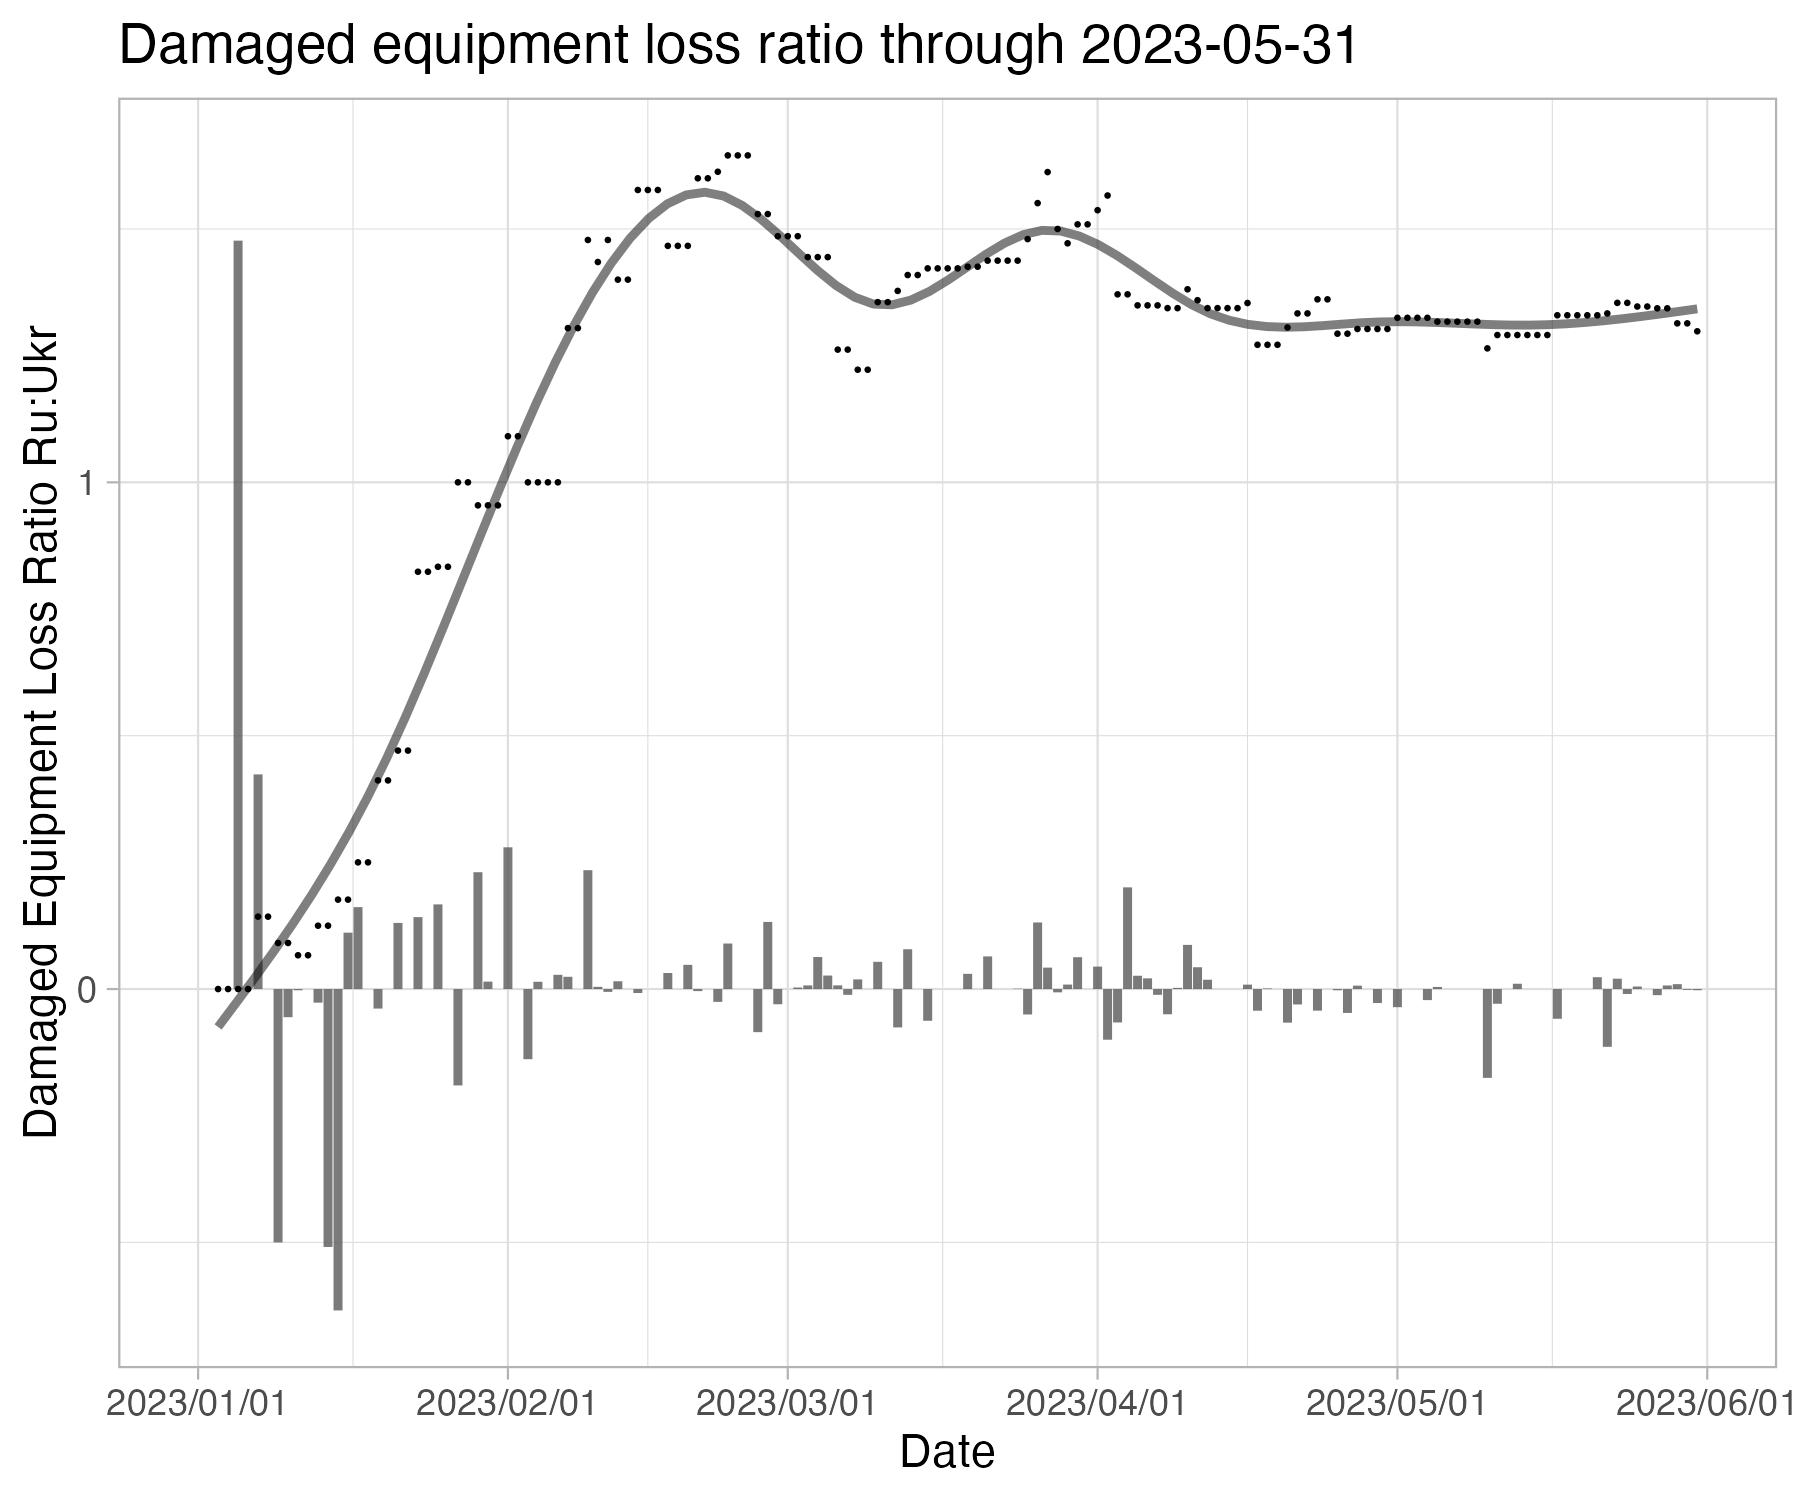 Damaged equipment loss ratio through 2023-05-31
Damaged Equipment Loss Ratio Ru:Ukr
1
0
2023/01/01 2023/02/01 2023/03/01 2023/04/01 2023/05/01 2023/06/01
Date